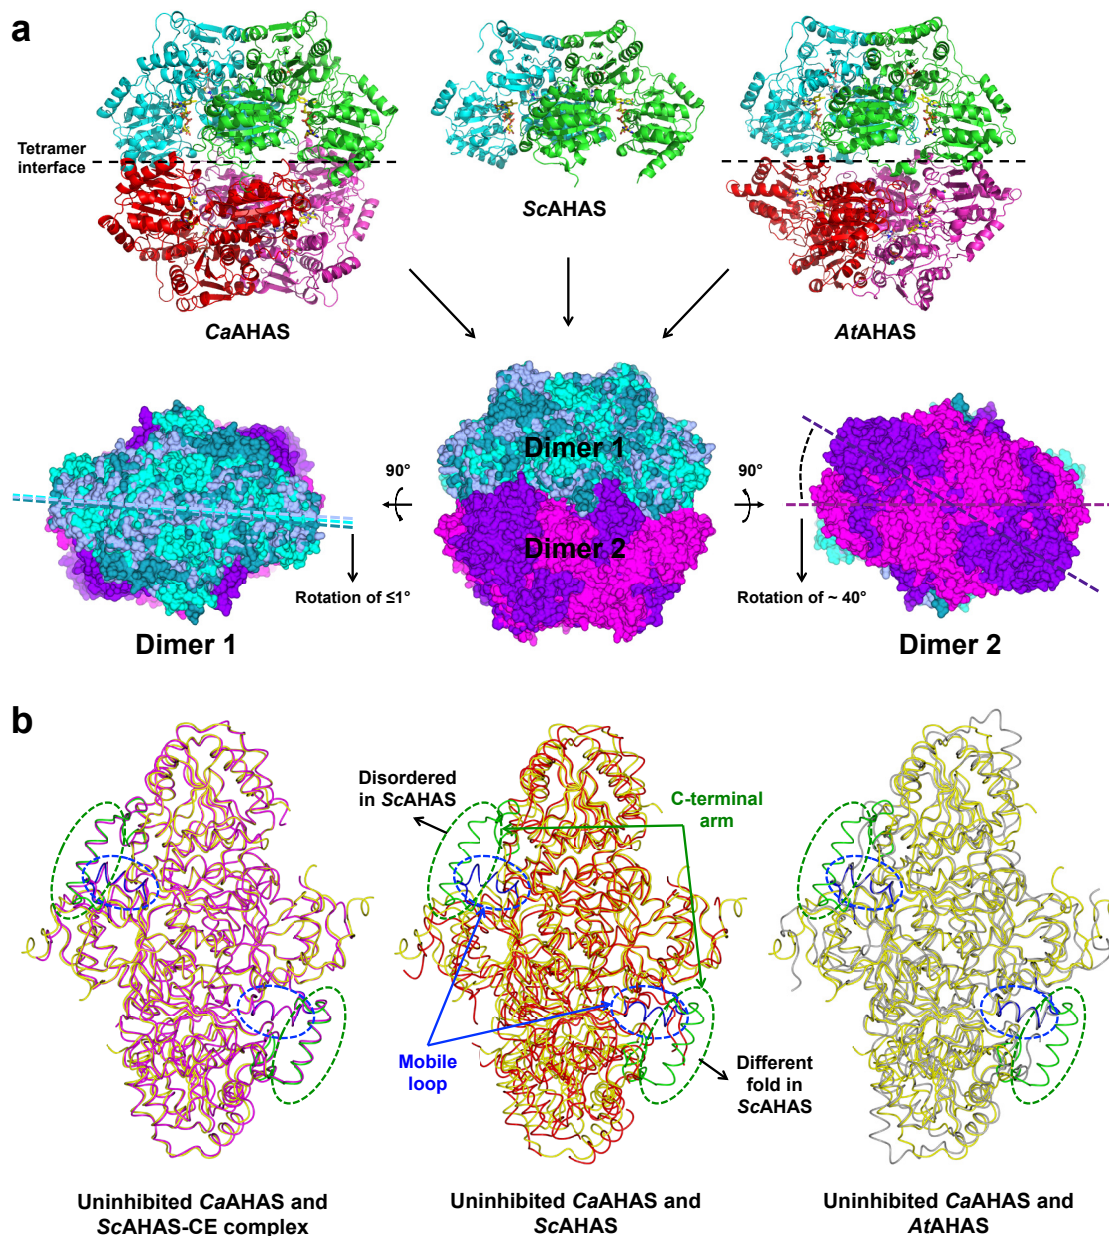 a
Tetramer
interface
CaAHAS
ScAHAS
AtAHAS
Dimer 1
Dimer 2
90°
90°
Rotation of ≤1°
Rotation of ~ 40°
Dimer 1
Dimer 2
b
Disordered
in ScAHAS
C-terminal
arm
Mobile
loop
Different
fold in
ScAHAS
Uninhibited CaAHAS and
ScAHAS-CE complex
Uninhibited CaAHAS and
ScAHAS
Uninhibited CaAHAS and
AtAHAS